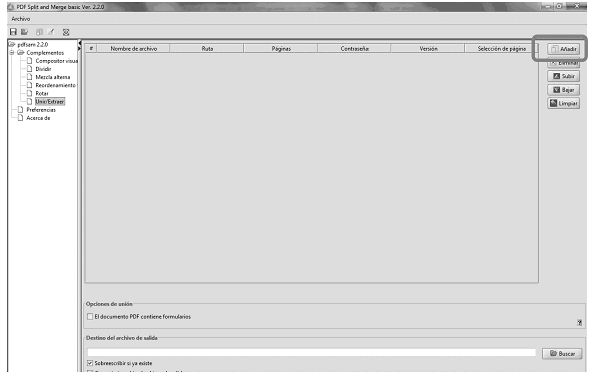 PDF Split and Merge basic Ver. 2.2.0
Archivo
pdfsam 2.2.0
Complementos
Compositor visua
Dividir
Mezcla alterna
Reordenamiento
Rotar
Unir/Extraer
Preferencias
Acerca de
# Nombre de archivo Ruta Páginas Contraseña Versión Selección de página
Añadir
Eliminar
Subir
Bajar
Limpiar
Opciones de unión
El documento PDF contiene formularios
Destino del archivo de salida
Buscar
Sobreescribir si ya existe